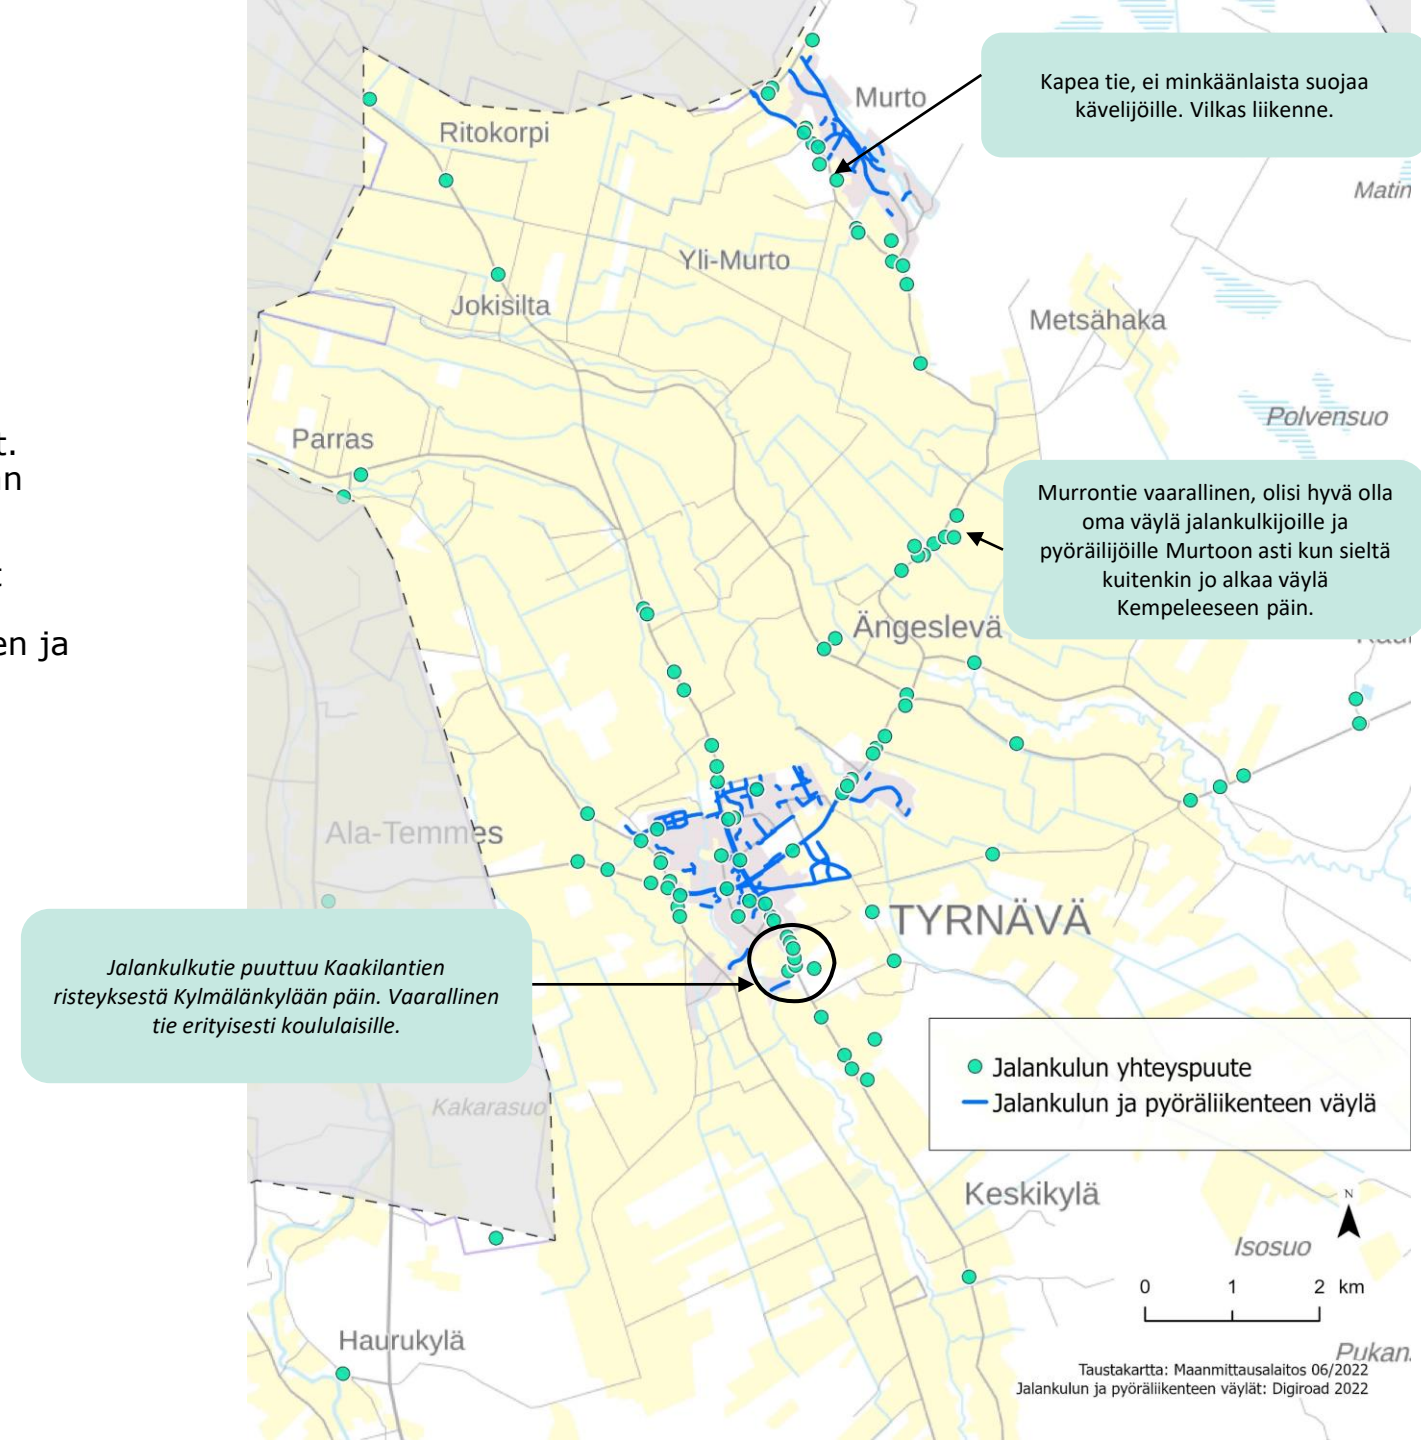 Kapea tie, ei minkäänlaista suojaa
kävelijöille. Vilkas liikenne.
Murto
Ritokorpi
Yli-Murto
Jokisilta
Metsähaka
Polvensuo
Parras
Murrontie vaarallinen, olisi hyvä olla
oma väylä jalankulkijoille ja
pyöräilijöille Murtoon asti kun sieltä
kuitenkin jo alkaa väylä
Kempeleeseen päin.
en ja
Ängeslevä
Ala-Temmes
TYRNÄVÄ
Jalankulkutie puuttuu Kaakilantien
risteyksestä Kylmälänkylään päin. Vaarallinen
tie erityisesti koululaisille.
Jalankulun yhteyspuute
Jalankulun ja pyöräliikenteen väylä
Kakarasuo
Keskikylä
N
Isosuo
0 1 2 km
Haurukylä
Taustakartta: Maanmittausalaitos 06/2022
Jalankulun ja pyöräliikenteen väylät: Digiroad 2022